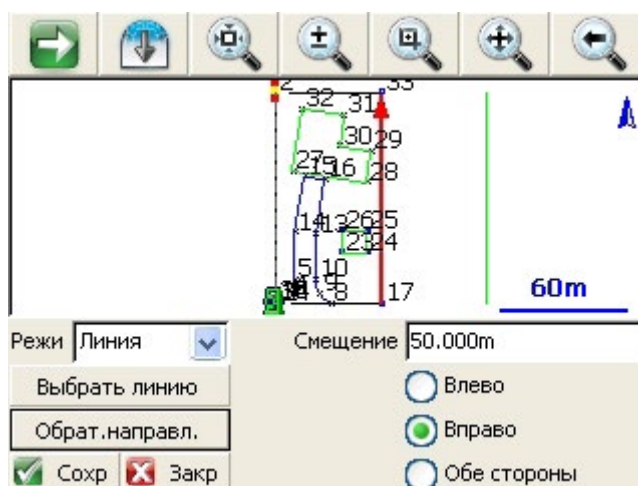 2 33
32 31
30 29
27 15 16 28
14 13 26 25
23 24
5 10
8 17
60m
Режи Линия Смещение 50.000m
Выбрать линию Влево
Обрат.направл. Вправо
Сохр Закр Обе стороны